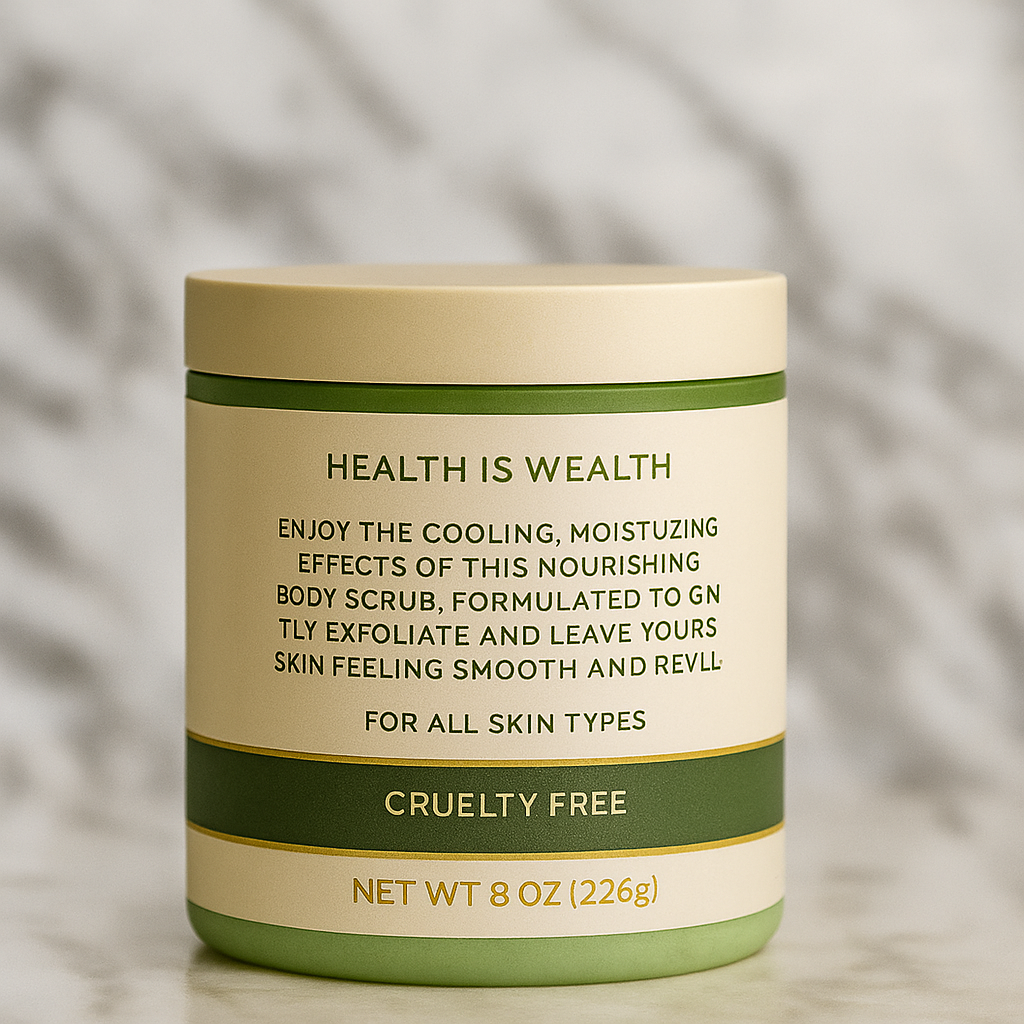 HEALTH IS WEALTH
ENJOY THE COOLING, MOISTUZING
EFFECTS OF THIS NOURISHING
BODY SCRUB, FORMULATED TO GN
TLY EXFOLIATE AND LEAVE YOURS
SKIN FEELING SMOOTH AND REVLL
FOR ALL SKIN TYPES
CRUELTY FREE
NET WT 8 OZ (226g)